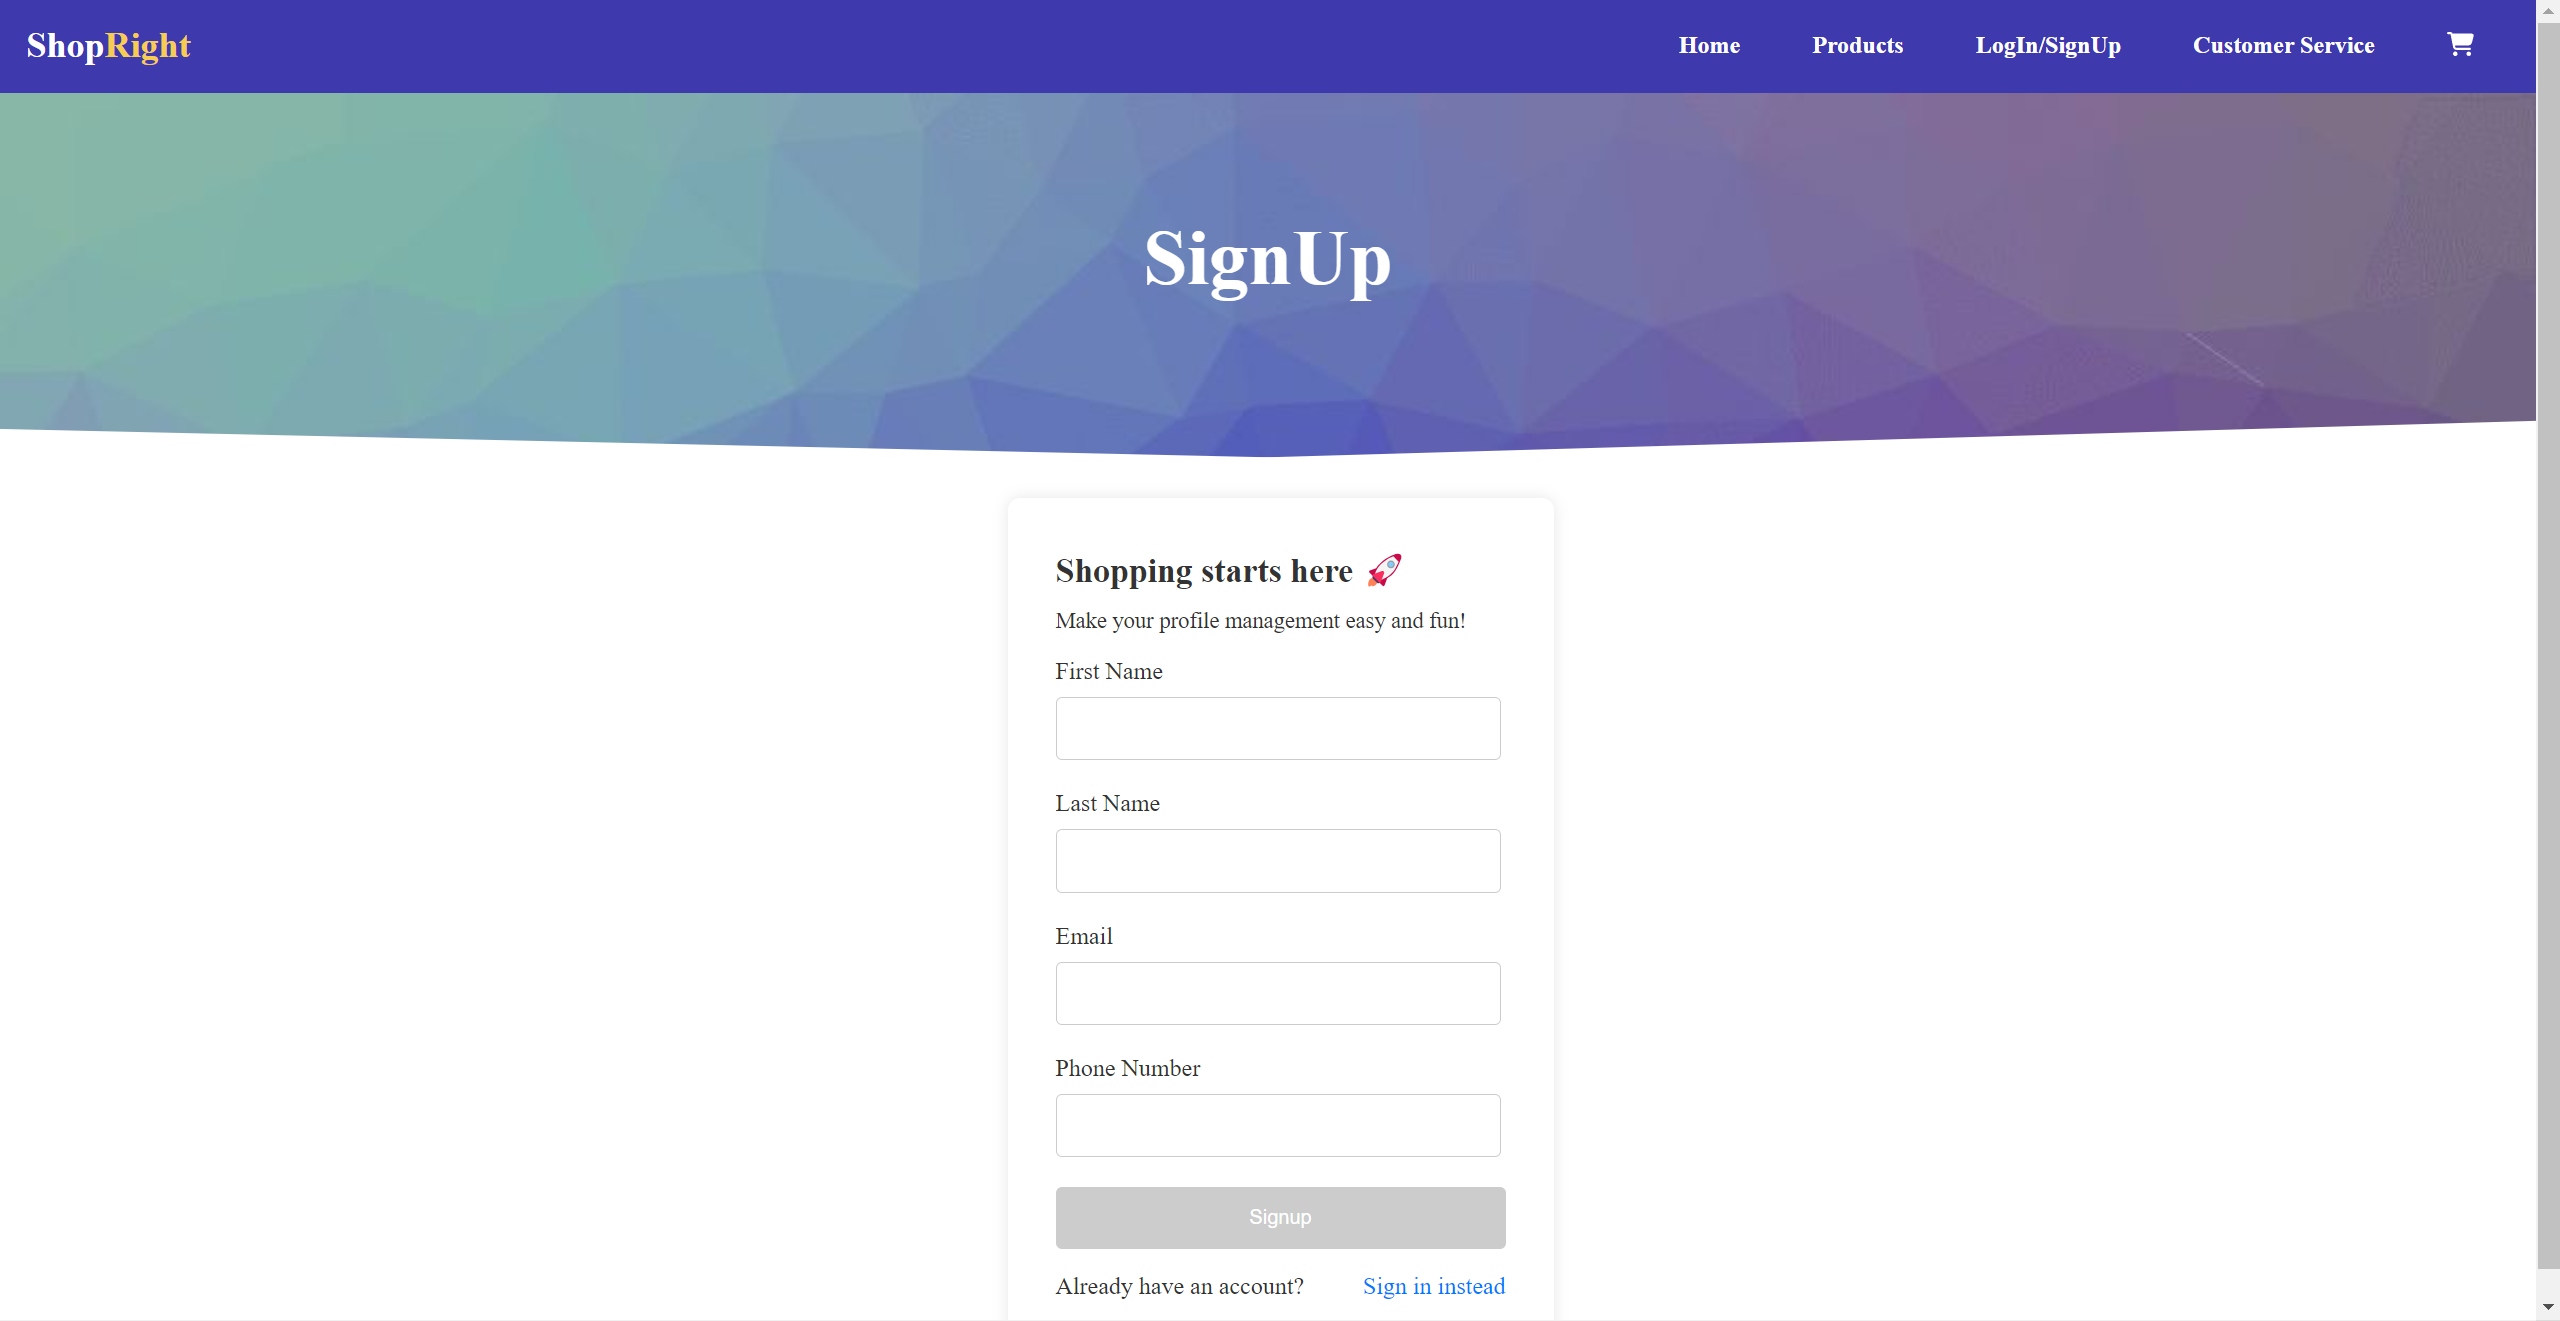 ShopRight Home Products LogIn/SignUp Customer Service
SignUp
Shopping starts here 🚀
Make your profile management easy and fun!
First Name
Last Name
Email
Phone Number
Signup
Already have an account? Sign in instead